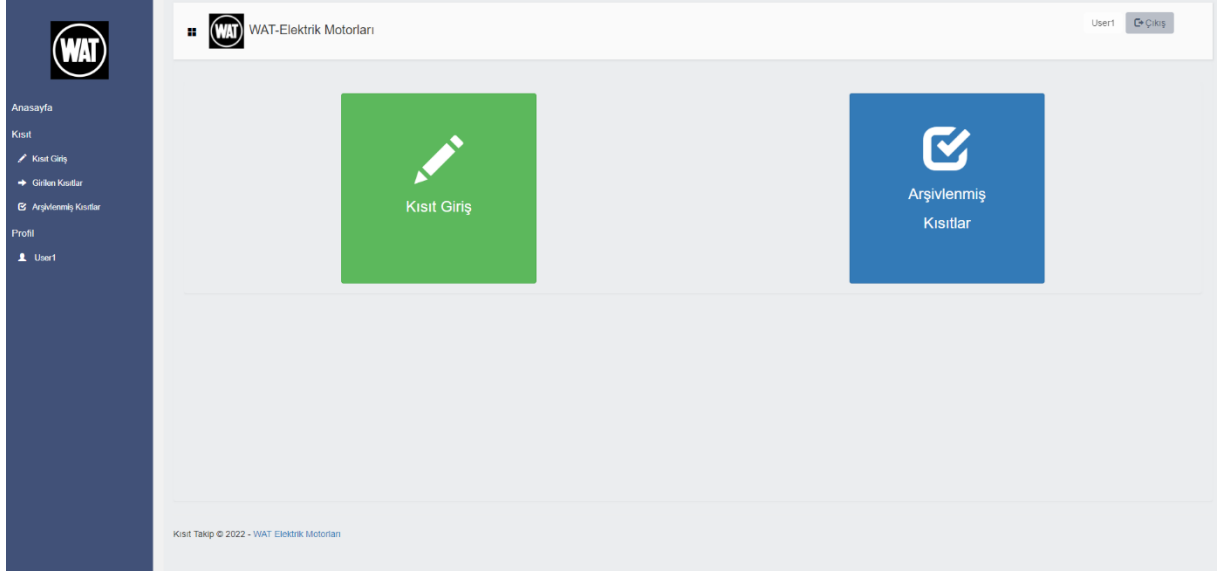 WAT
Anasayfa
Kısıt
Kısıt Giriş
Girilen Kısıtlar
Arşivlenmiş Kısıtlar
Profil
User1
WAT
WAT-Elektrik Motorları
User1
Çıkış
Kısıt Giriş
Arşivlenmiş
Kısıtlar
Kısıt Takip © 2022 - WAT Elektrik Motorları